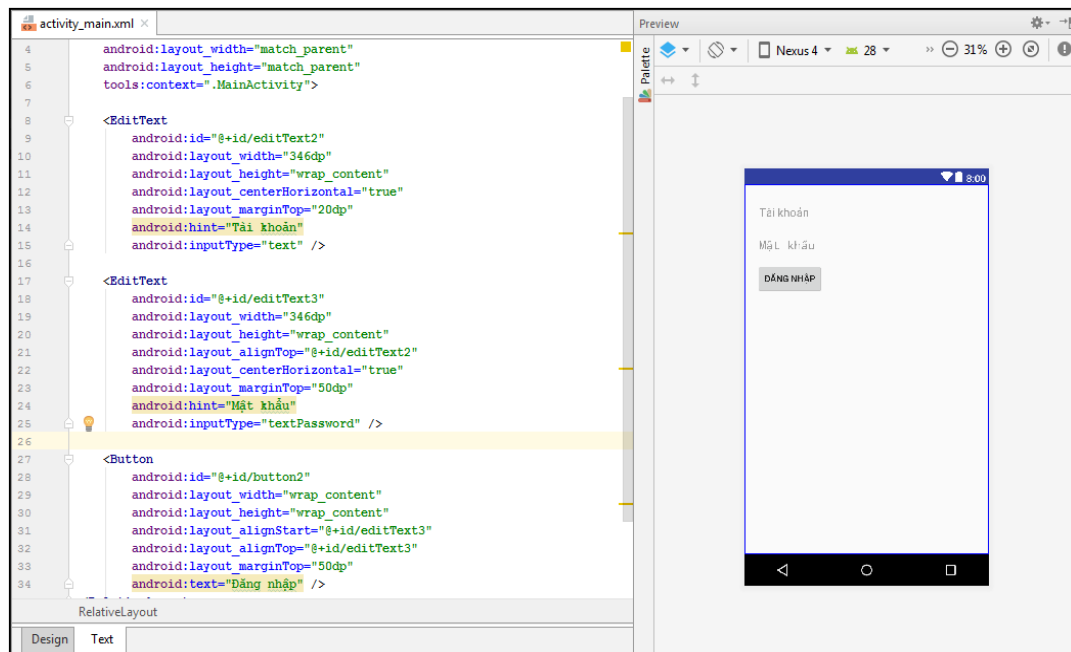 activity_main.xml
Preview
4 android:layout_width="match_parent"
5 android:layout_height="match_parent"
6 tools:context=".MainActivity">
7
8 <EditText
9 android:id="@+id/editText2"
10 android:layout_width="346dp"
11 android:layout_height="wrap_content"
12 android:layout_centerHorizontal="true"
13 android:layout_marginTop="20dp"
14 android:hint="Tài khoản"
15 android:inputType="text" />
16
17 <EditText
18 android:id="@+id/editText3"
19 android:layout_width="346dp"
20 android:layout_height="wrap_content"
21 android:layout_alignTop="@+id/editText2"
22 android:layout_centerHorizontal="true"
23 android:layout_marginTop="50dp"
24 android:hint="Mật khẩu"
25 android:inputType="textPassword" />
26
27 <Button
28 android:id="@+id/button2"
29 android:layout_width="wrap_content"
30 android:layout_height="wrap_content"
31 android:layout_alignStart="@+id/editText3"
32 android:layout_alignTop="@+id/editText3"
33 android:layout_marginTop="50dp"
34 android:text="Đăng nhập" />
RelativeLayout
Design Text
Palette
Nexus 4 28 » 31%
8:00
Tài khoản
Mật khẩu
ĐĂNG NHẬP